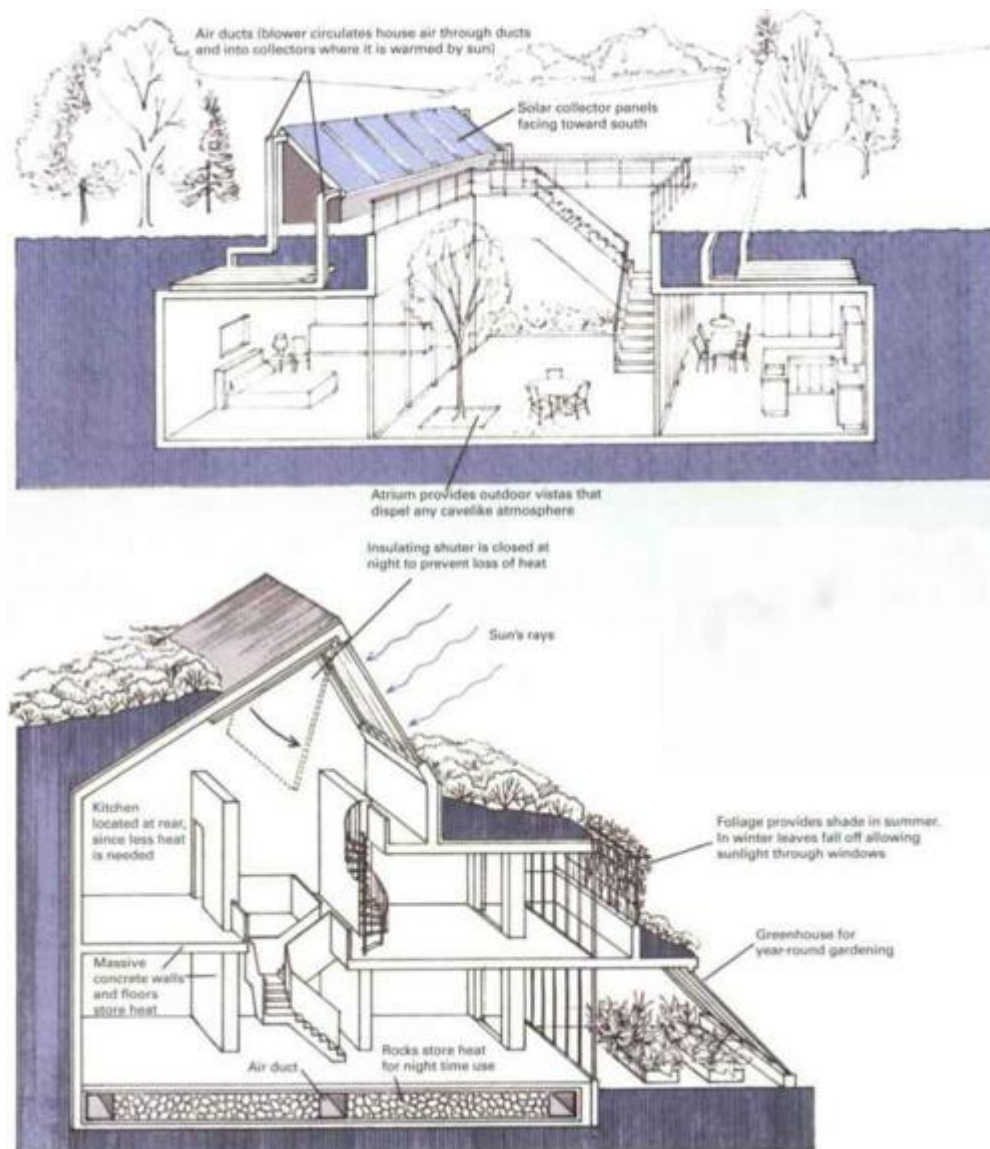 Air ducts (blower circulates house air through ducts
and into collectors where it is warmed by sun)
Solar collector panels
facing toward south
Atrium provides outdoor vistas that
dispel any cavelike atmosphere
Insulating shuter is closed at
night to prevent loss of heat
Sun's rays
Kitchen
located at rear,
since less heat
is needed
Foliage provides shade in summer.
In winter leaves fall off allowing
sunlight through windows
Greenhouse for
year-round gardening
Massive
concrete walls
and floors
store heat
Air duct
Rocks store heat
for night time use